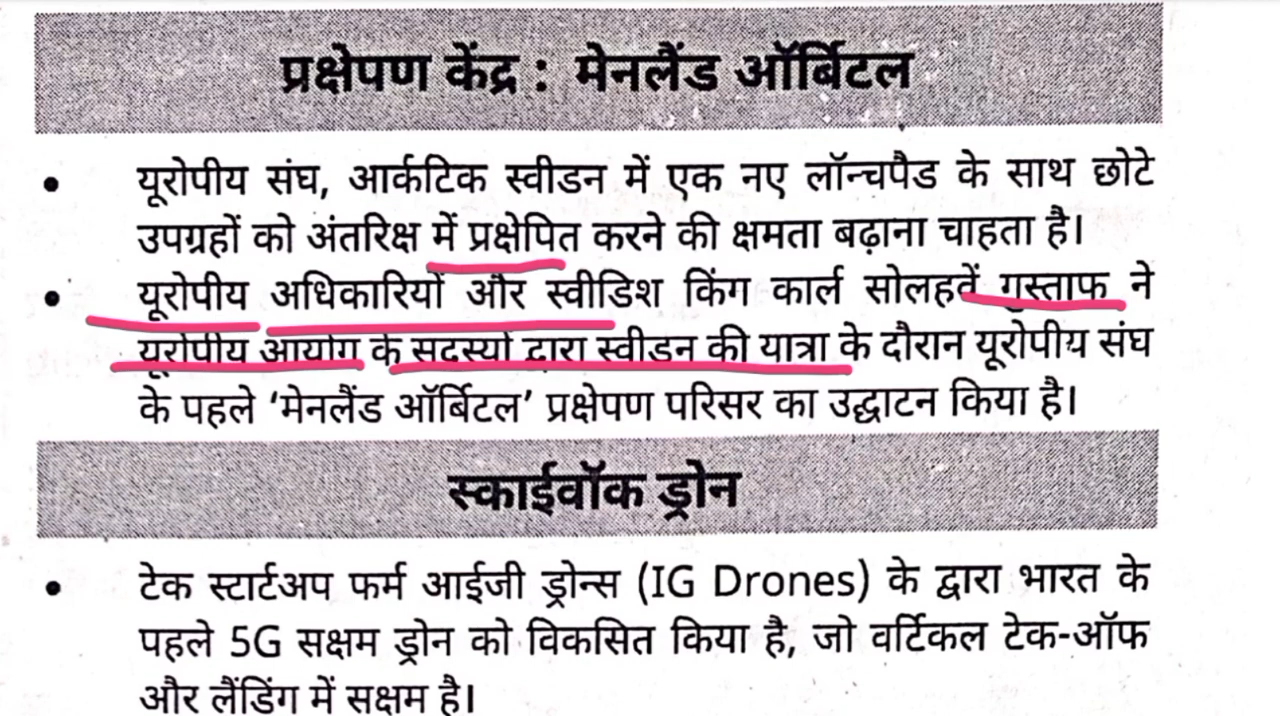 प्रक्षेपण केंद्र : मेनलैंड ऑर्बिटल
• यूरोपीय संघ, आर्कटिक स्वीडन में एक नए लॉन्चपैड के साथ छोटे
उपग्रहों को अंतरिक्ष में प्रक्षेपित करने की क्षमता बढ़ाना चाहता है।
• यूरोपीय अधिकारियों और स्वीडिश किंग कार्ल सोलहवें गुस्ताफ ने
यूरोपीय आयोग के सदस्यों द्वारा स्वीडन की यात्रा के दौरान यूरोपीय संघ
के पहले ‘मेनलैंड ऑर्बिटल’ प्रक्षेपण परिसर का उद्घाटन किया है।
स्काईवॉक ड्रोन
• टेक स्टार्टअप फर्म आईजी ड्रोन्स (IG Drones) के द्वारा भारत के
पहले 5G सक्षम ड्रोन को विकसित किया है, जो वर्टिकल टेक-ऑफ
और लैंडिंग में सक्षम है।